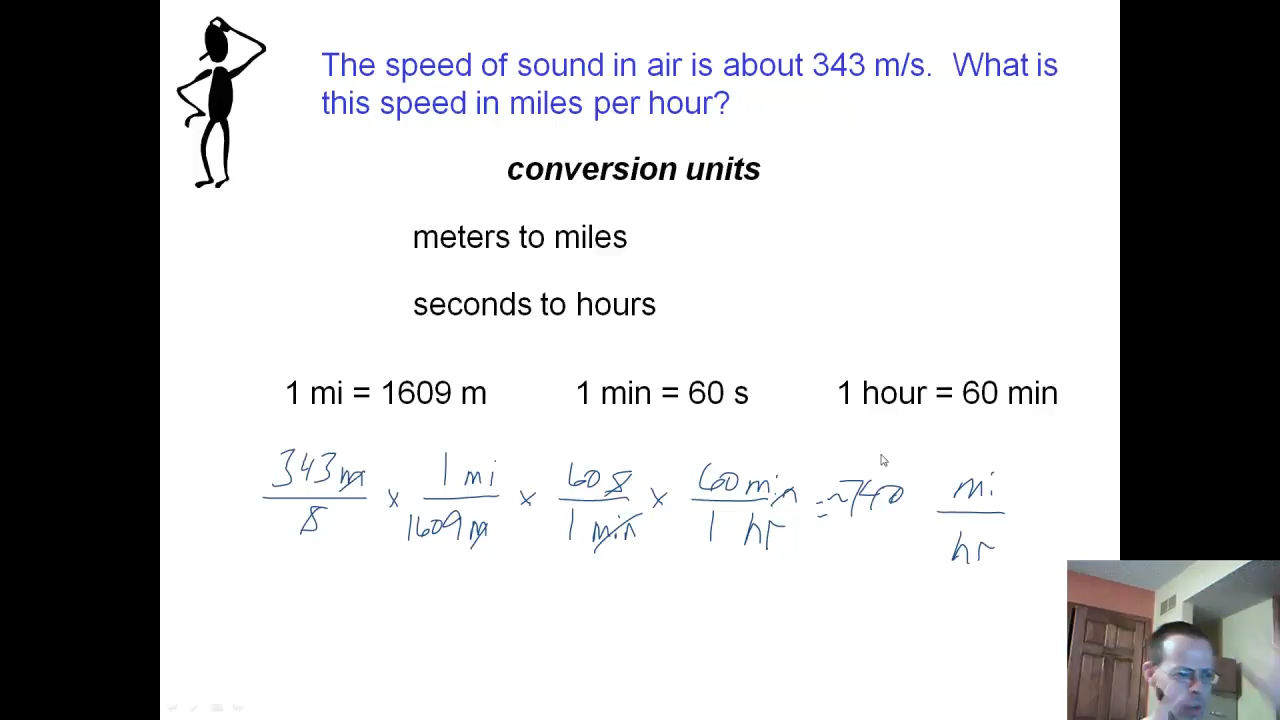 The speed of sound in air is about 343 m/s. What is
this speed in miles per hour?
conversion units
meters to miles
seconds to hours
1 mi = 1609 m 1 min = 60 s 1 hour = 60 min
343 m 1 mi 60 s 60 min mi
× × × = ~740
s 1609 m 1 min 1 hr hr